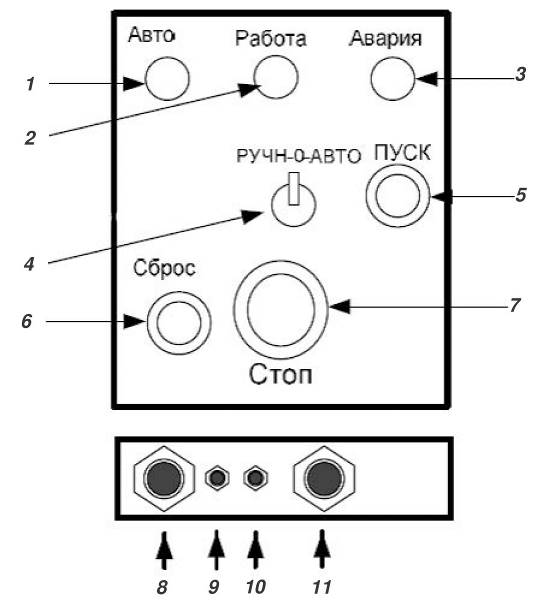 Авто Работа Авария
1 3
2
РУЧН-0-АВТО ПУСК
5
4
Сброс
6 7
Стоп
8 9 10 11